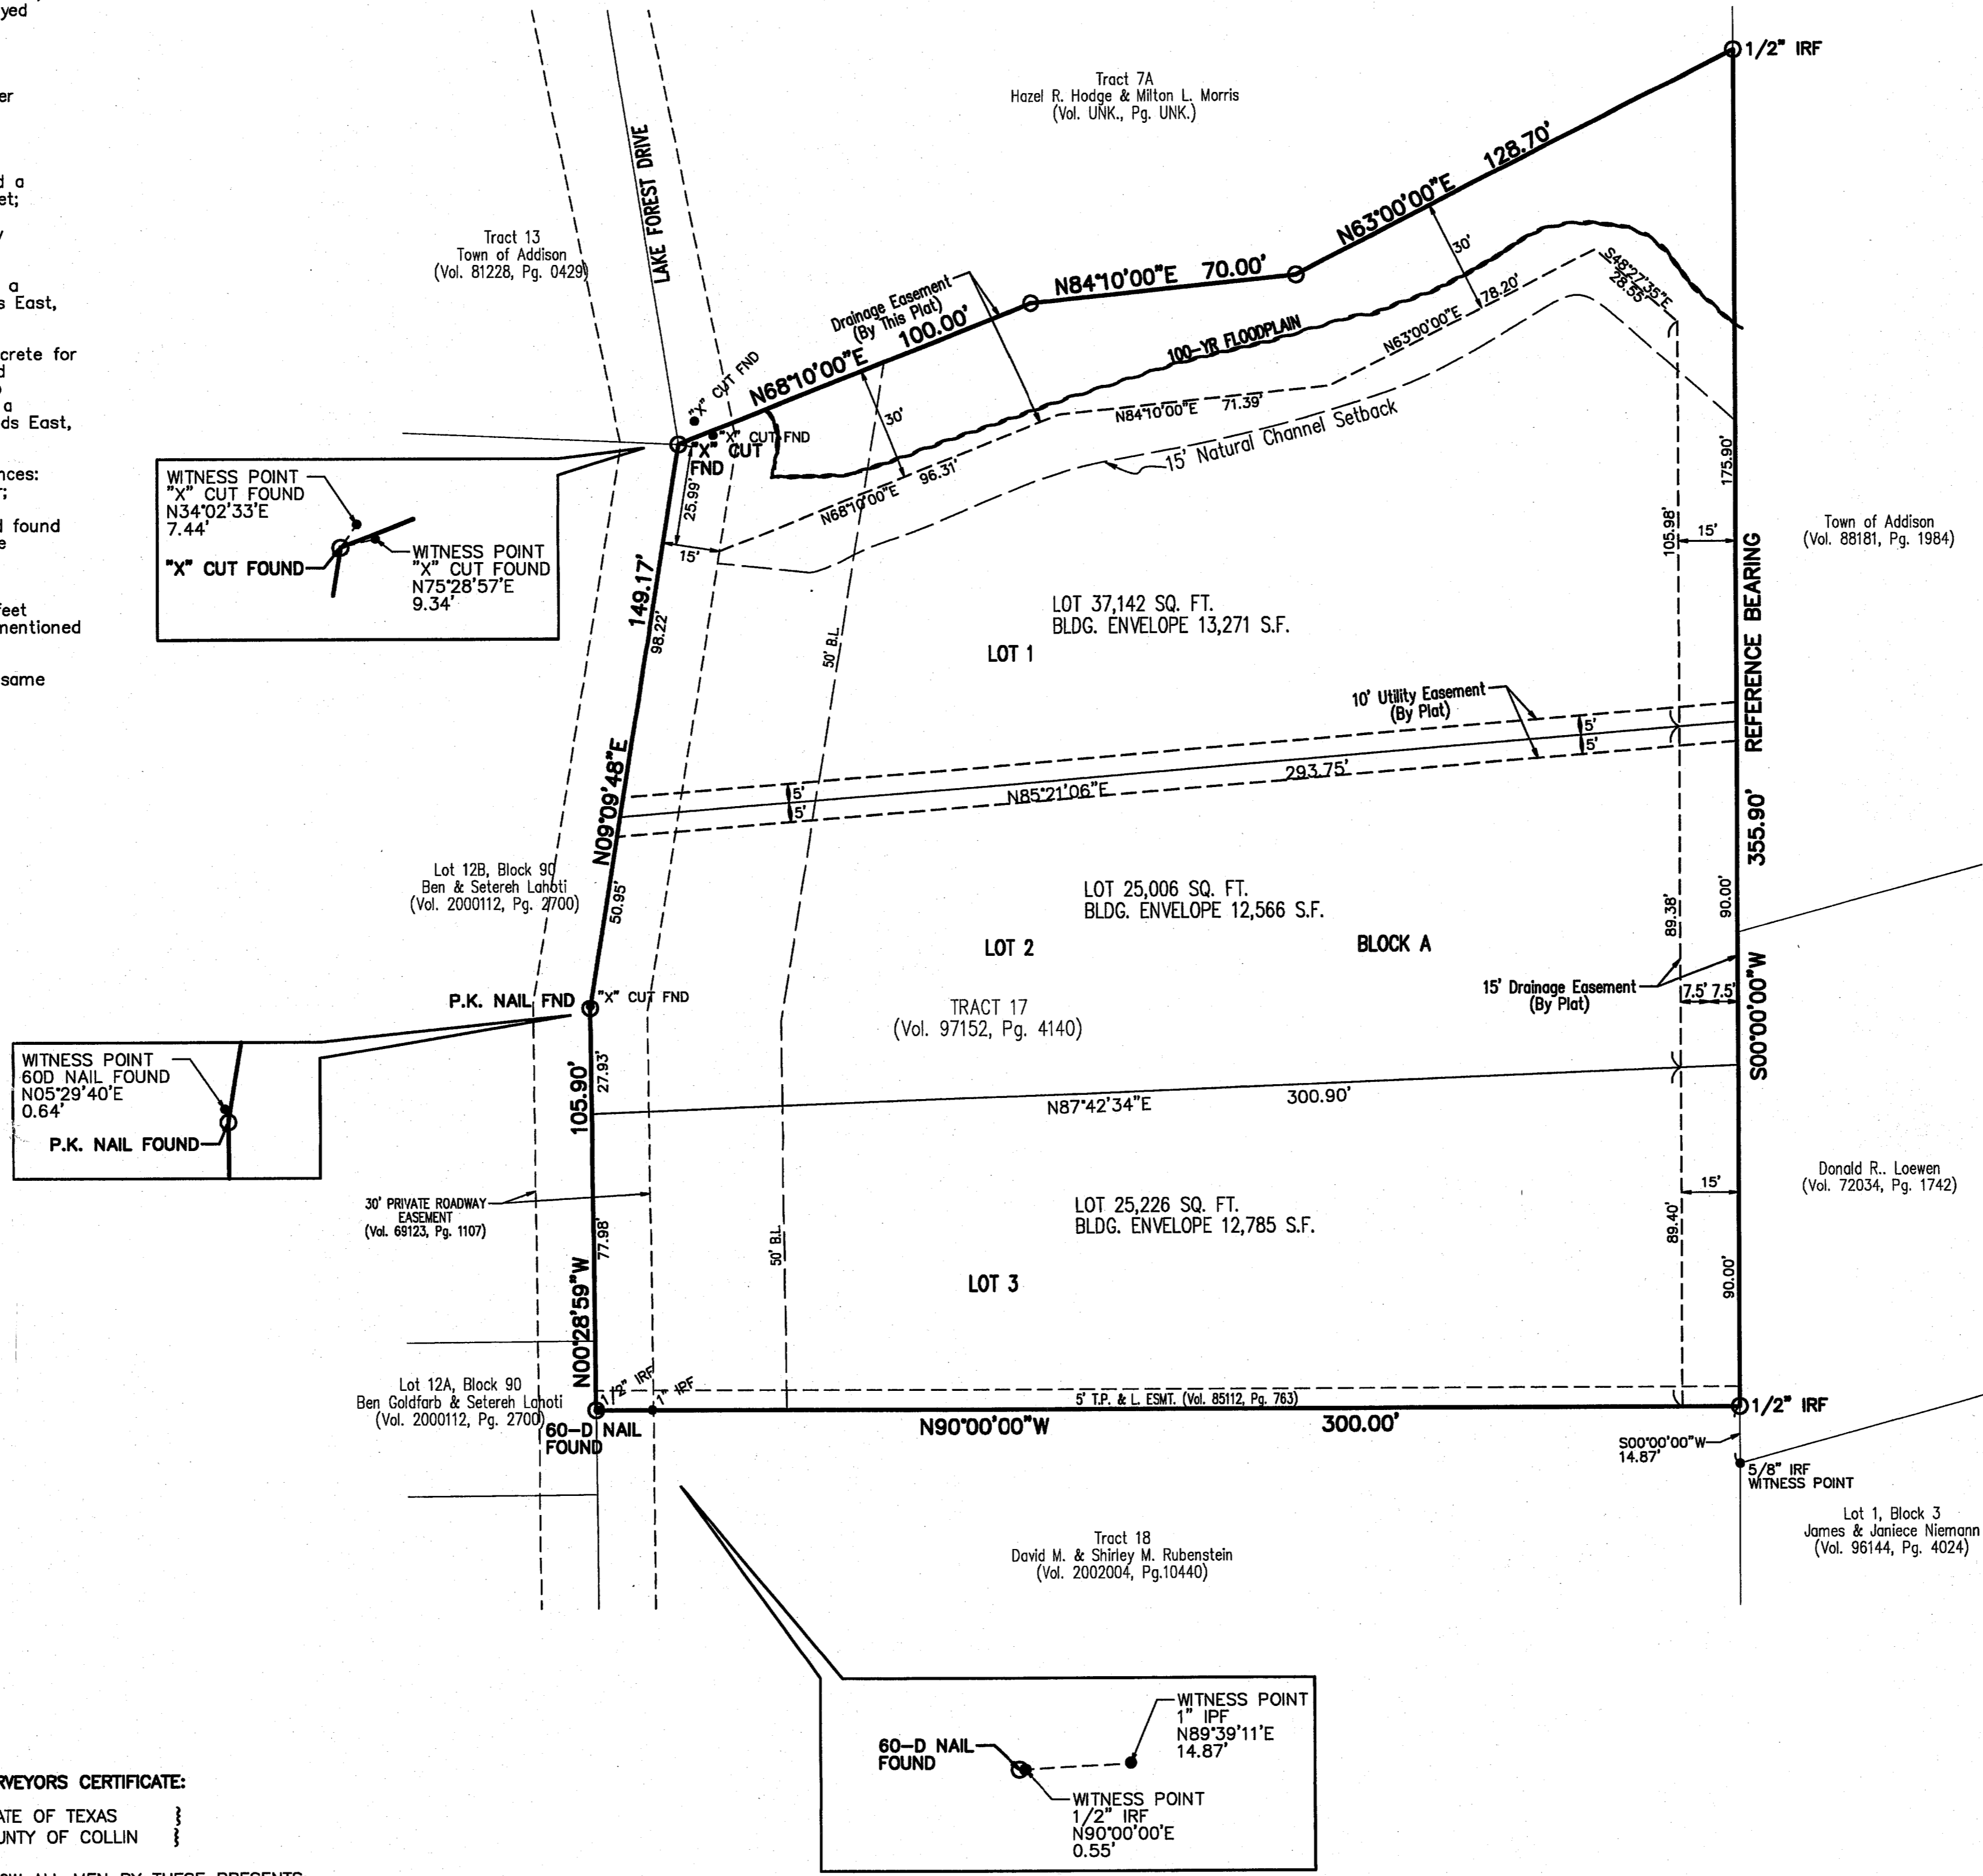 yed
er
d a
et;
y
a
s East,
crete for
d
a
ds East,
nces:
r;
d found
e
feet
mentioned
same
1/2" IRF
Tract 7A
Hazel R. Hodge & Milton L. Morris
(Vol. UNK., Pg. UNK.)
128.70'
N63°00'00"E
30'
LAKE FOREST DRIVE
Tract 13
Town of Addison
(Vol. 81228, Pg. 0429)
N84°10'00"E 70.00'
S48°27'35"E
28.55'
Drainage Easement
(By This Plat)
100.00'
N68°10'00"E
100-YR FLOODPLAIN
N63°00'00"E 78.20'
"X" CUT FND
"X" CUT FND
"X" CUT
FND
30'
N84°10'00"E 71.39'
15' Natural Channel Setback
N68°10'00"E 96.31'
25.99'
15'
175.90'
WITNESS POINT
"X" CUT FOUND
N34°02'33'E
7.44'
"X" CUT FOUND
WITNESS POINT
"X" CUT FOUND
N75°28'57'E
9.34'
105.98'
15'
Town of Addison
(Vol. 88181, Pg. 1984)
REFERENCE BEARING
149.17'
98.22'
LOT 37,142 SQ. FT.
BLDG. ENVELOPE 13,271 S.F.
LOT 1
50' B.L.
10' Utility Easement
(By Plat)
5'
5'
293.75'
N85°21'06"E
5'
5'
N09°09'48"E
355.90'
Lot 12B, Block 90
Ben & Setereh Lahoti
(Vol. 2000112, Pg. 2700)
50.95'
LOT 25,006 SQ. FT.
BLDG. ENVELOPE 12,566 S.F.
90.00'
89.38'
LOT 2
BLOCK A
15' Drainage Easement
(By Plat)
7.5' 7.5'
S00°00'00"W
P.K. NAIL FND
"X" CUT FND
TRACT 17
(Vol. 97152, Pg. 4140)
WITNESS POINT
60D NAIL FOUND
N05°29'40'E
0.64'
P.K. NAIL FOUND
105.90'
27.93'
N87°42'34"E 300.90'
Donald R.. Loewen
(Vol. 72034, Pg. 1742)
15'
30' PRIVATE ROADWAY
EASEMENT
(Vol. 69123, Pg. 1107)
LOT 25,226 SQ. FT.
BLDG. ENVELOPE 12,785 S.F.
77.98'
50' B.L.
89.40'
90.00'
LOT 3
N00°28'59"W
Lot 12A, Block 90
Ben Goldfarb & Setereh Lahoti
(Vol. 2000112, Pg. 2700)
1/2" IRF
1" IPF
5' T.P. & L. ESMT. (Vol. 85112, Pg. 763)
1/2" IRF
60-D NAIL
FOUND
N90°00'00"W 300.00'
S00°00'00"W
14.87'
5/8" IRF
WITNESS POINT
Lot 1, Block 3
James & Janiece Niemann
(Vol. 96144, Pg. 4024)
Tract 18
David M. & Shirley M. Rubenstein
(Vol. 2002004, Pg.10440)
WITNESS POINT
1" IPF
N89°39'11'E
14.87'
60-D NAIL
FOUND
WITNESS POINT
1/2" IRF
N90°00'00'E
0.55'
RVEYORS CERTIFICATE:
ATE OF TEXAS
UNTY OF COLLIN
OW ALL MEN BY THESE PRESENTS